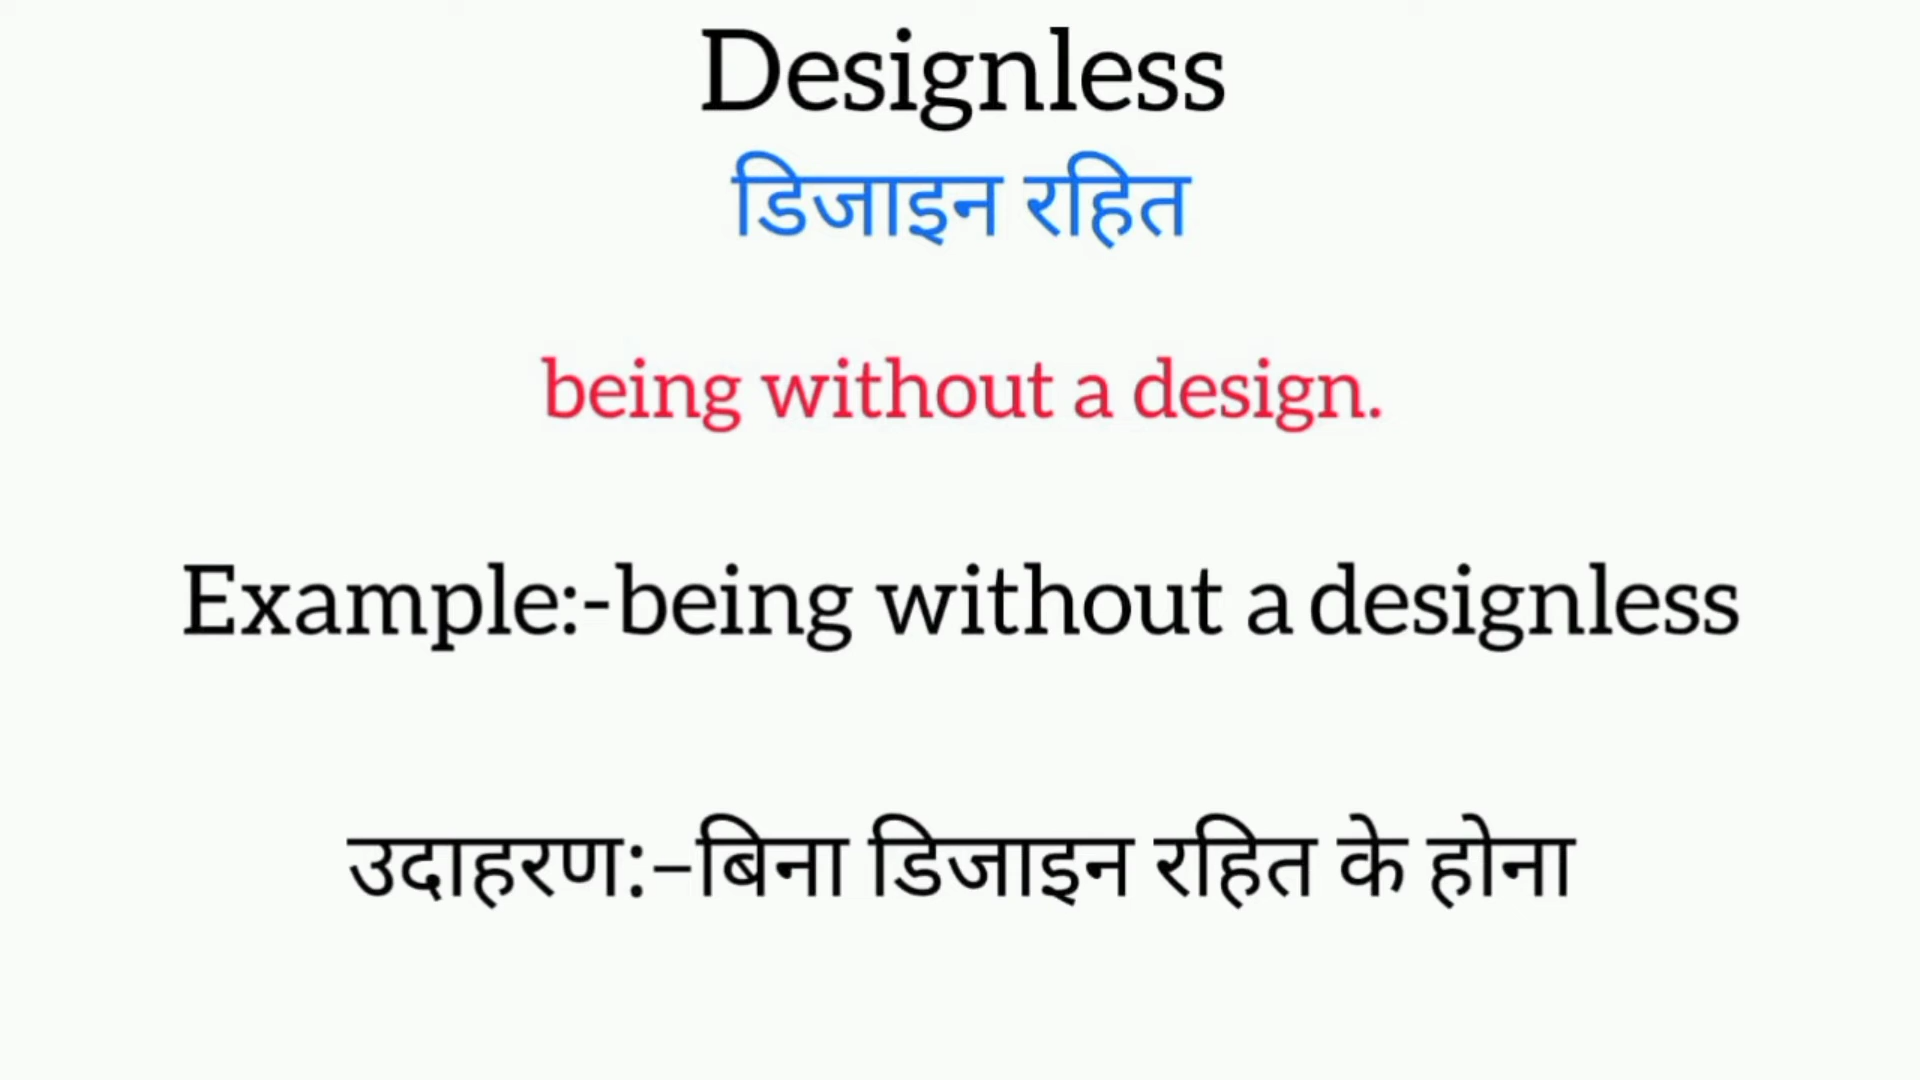 Designless
डिजाइन रहित
being without a design.
Example:-being without a designless
उदाहरण:–बिना डिजाइन रहित के होना